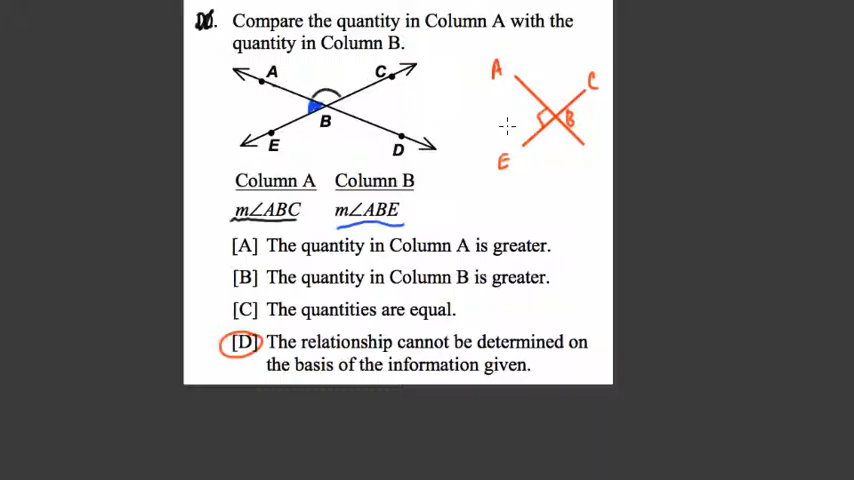 Compare the quantity in Column A with the
quantity in Column B.
A
C
B
E
D
A
C
B
E
Column A Column B
m∠ABC m∠ABE
[A] The quantity in Column A is greater.
[B] The quantity in Column B is greater.
[C] The quantities are equal.
[D] The relationship cannot be determined on
the basis of the information given.